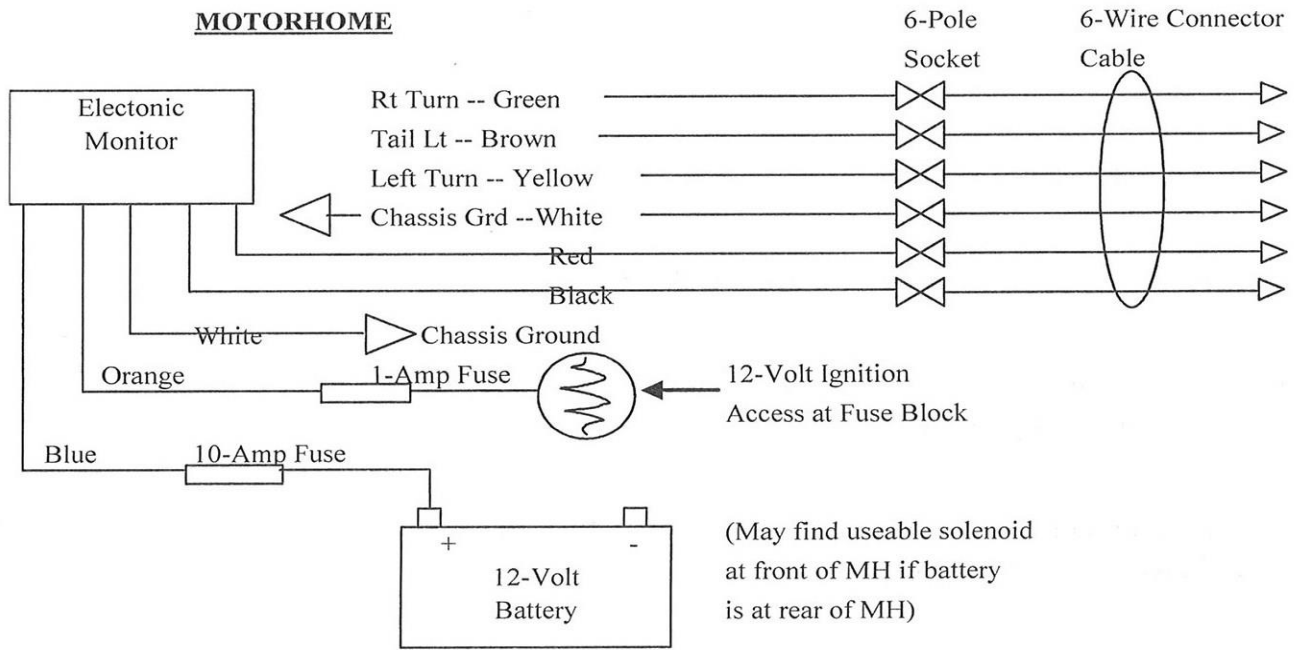 MOTORHOME
6-Pole
Socket
6-Wire Connector
Cable
Electonic
Monitor
Rt Turn -- Green
Tail Lt -- Brown
Left Turn -- Yellow
Chassis Grd --White
Red
Black
White
Chassis Ground
Orange
1-Amp Fuse
12-Volt Ignition
Access at Fuse Block
Blue
10-Amp Fuse
+
-
12-Volt
Battery
(May find useable solenoid
at front of MH if battery
is at rear of MH)